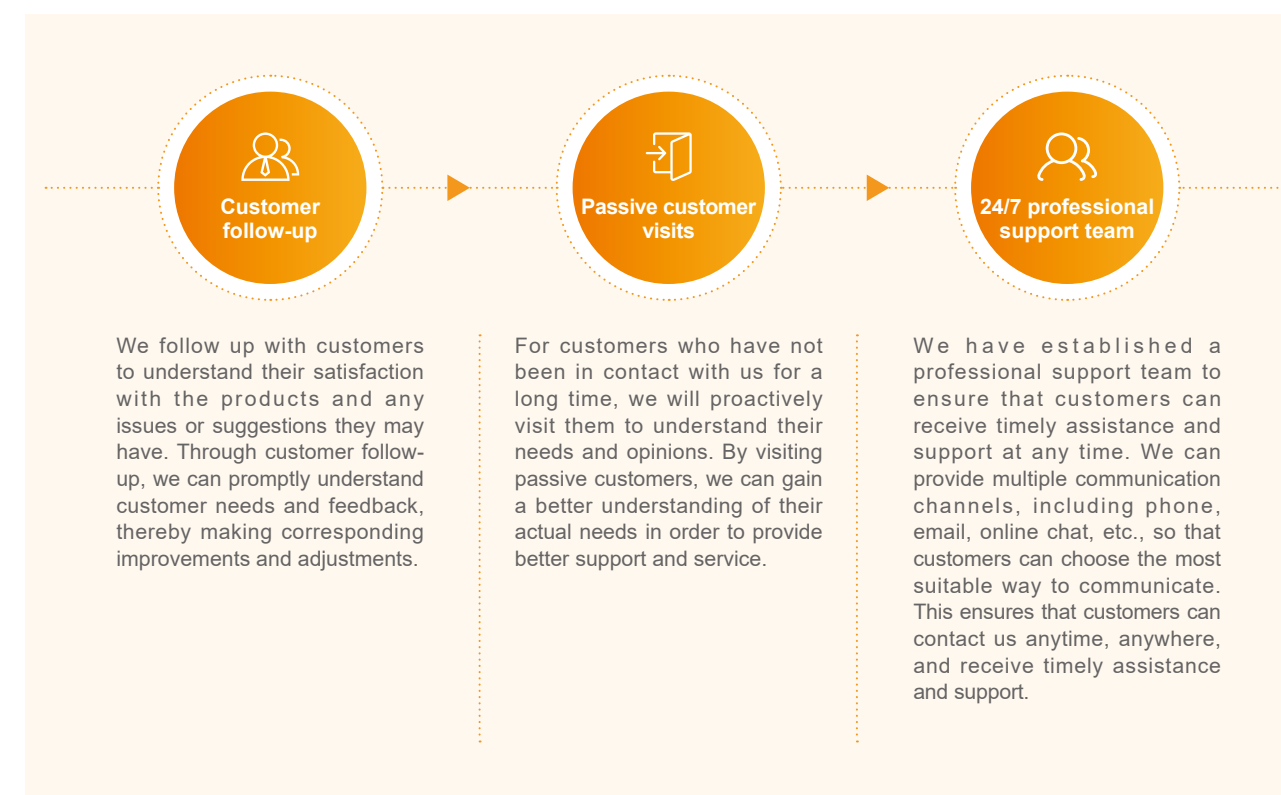 Customer
follow-up
We follow up with customers
to understand their satisfaction
with the products and any
issues or suggestions they may
have. Through customer follow-
up, we can promptly understand
customer needs and feedback,
thereby making corresponding
improvements and adjustments.
Passive customer
visits
For customers who have not
been in contact with us for a
long time, we will proactively
visit them to understand their
needs and opinions. By visiting
passive customers, we can gain
a better understanding of their
actual needs in order to provide
better support and service.
24/7 professional
support team
We have established a
professional support team to
ensure that customers can
receive timely assistance and
support at any time. We can
provide multiple communication
channels, including phone,
email, online chat, etc., so that
customers can choose the most
suitable way to communicate.
This ensures that customers can
contact us anytime, anywhere,
and receive timely assistance
and support.